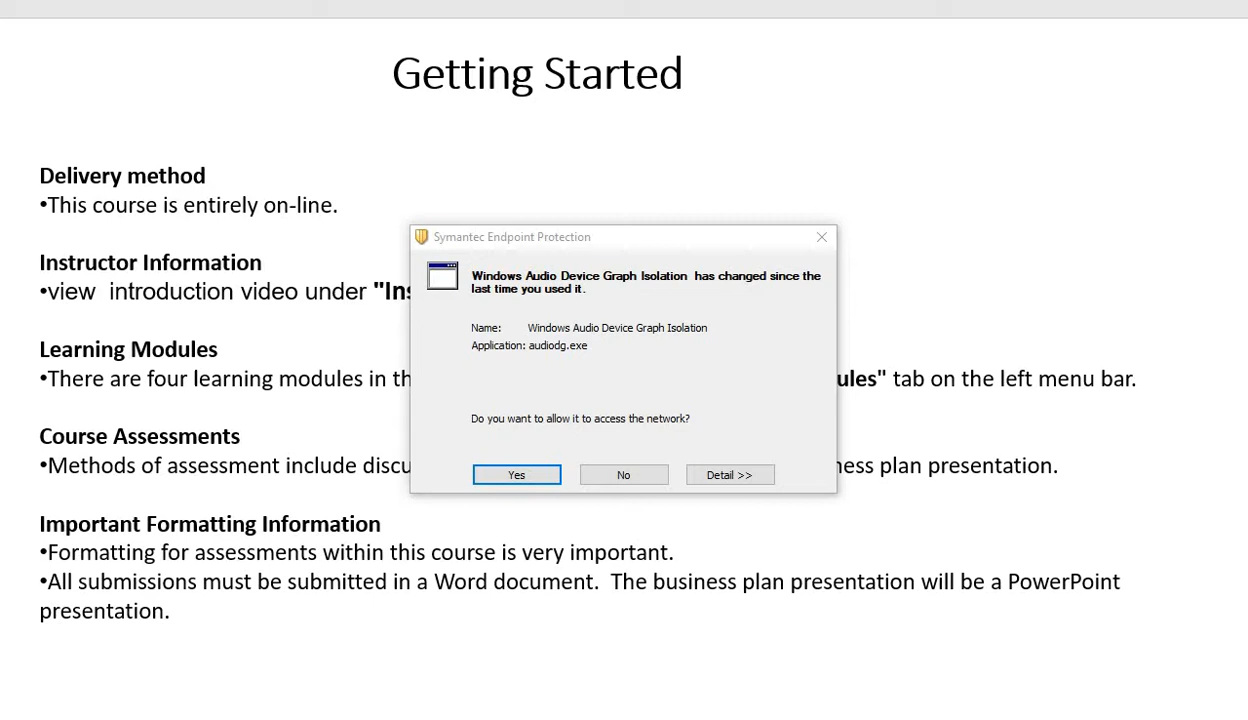 Getting Started
Delivery method
•This course is entirely on-line.
Symantec Endpoint Protection
Instructor Information
•view  introduction video under "Ins
Windows Audio Device Graph Isolation  has changed since the
last time you used it.
Name: Windows Audio Device Graph Isolation
Application: audiodg.exe
Learning Modules
•There are four learning modules in th
ules" tab on the left menu bar.
Do you want to allow it to access the network?
Course Assessments
•Methods of assessment include discu
ness plan presentation.
Yes No Detail >>
Important Formatting Information
•Formatting for assessments within this course is very important.
•All submissions must be submitted in a Word document.  The business plan presentation will be a PowerPoint
presentation.